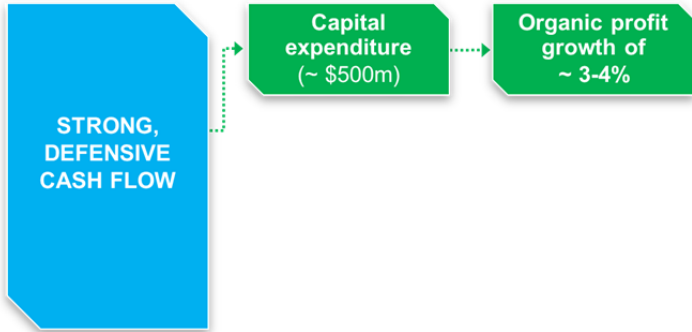 STRONG,
DEFENSIVE
CASH FLOW
Capital
expenditure
(~ $500m)
Organic profit
growth of
~ 3-4%